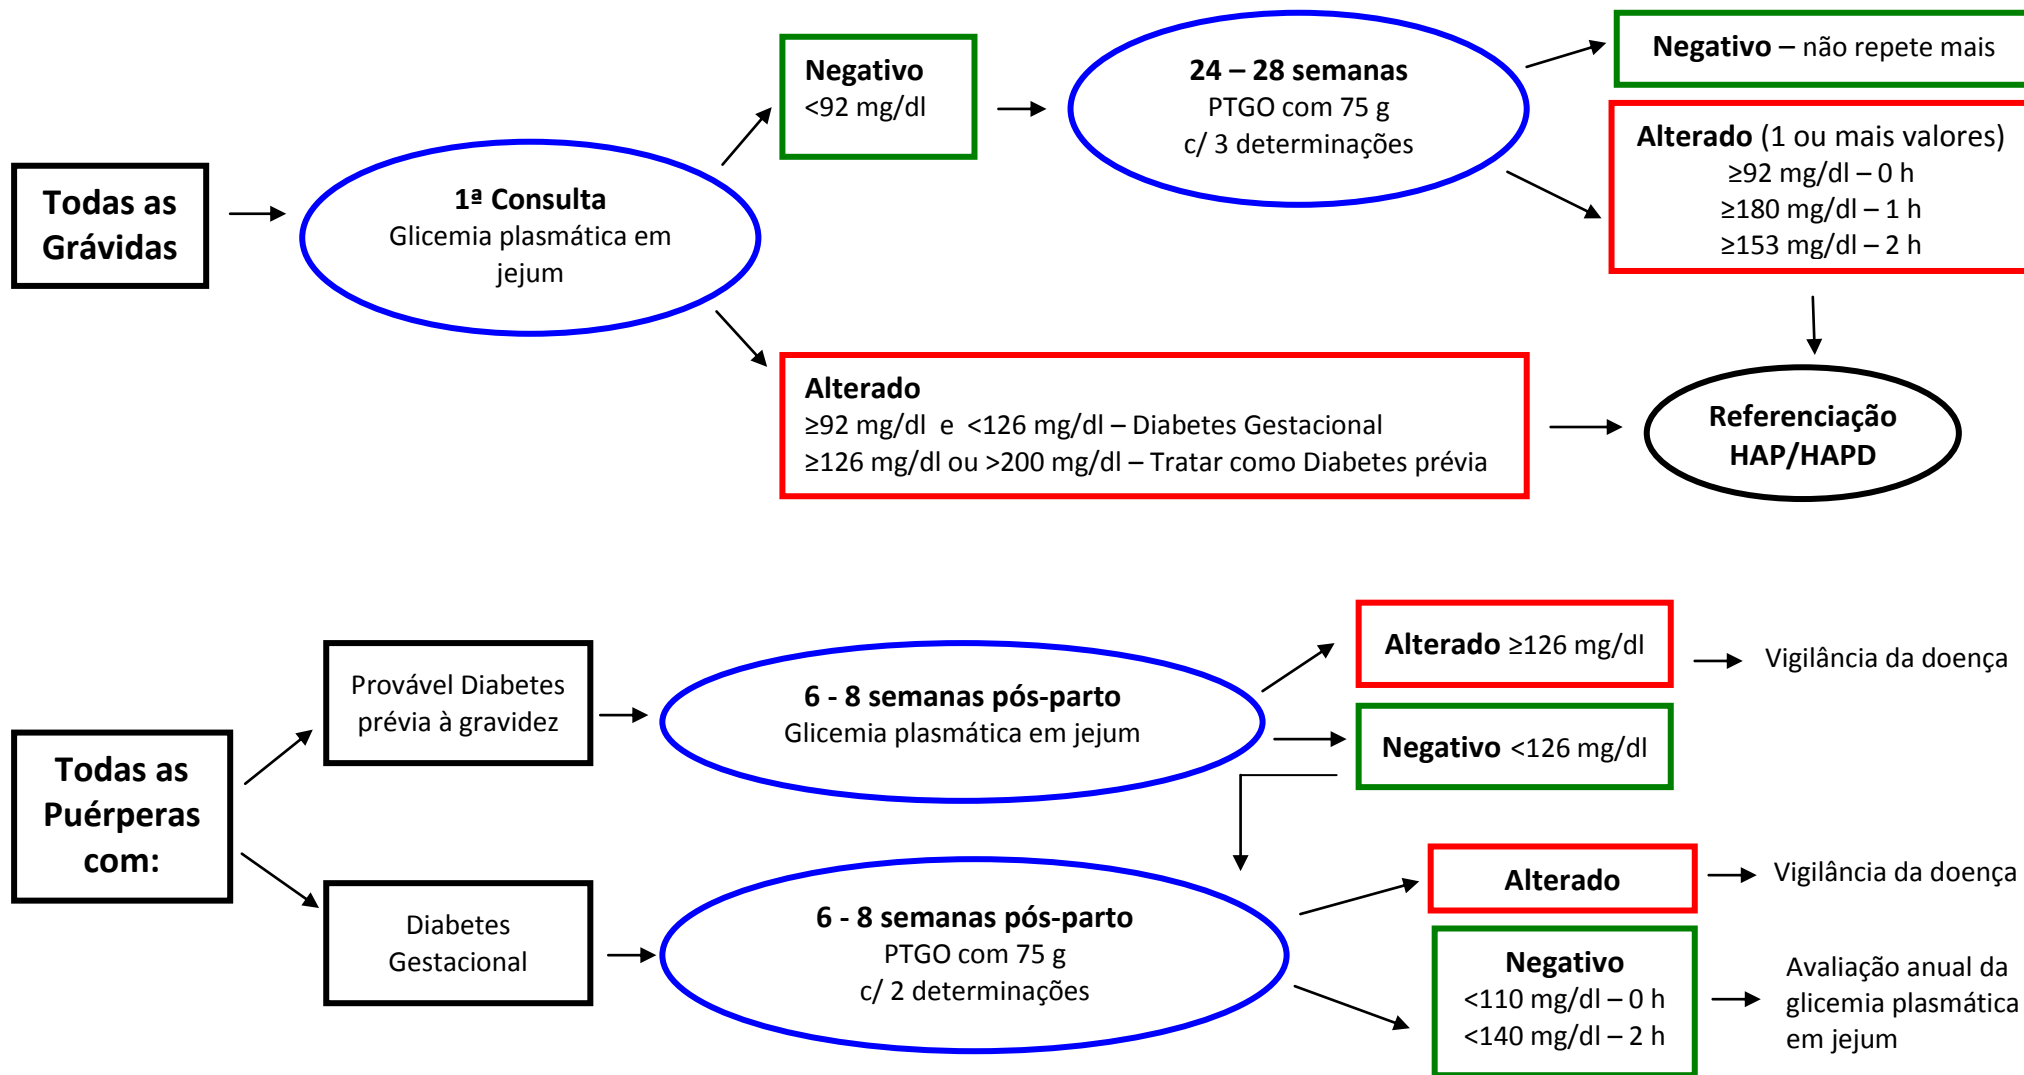 Todas as
Grávidas
1ª Consulta
Glicemia plasmática em
jejum
Negativo
<92 mg/dl
24 – 28 semanas
PTGO com 75 g
c/ 3 determinações
Negativo – não repete mais
Alterado (1 ou mais valores)
≥92 mg/dl – 0 h
≥180 mg/dl – 1 h
≥153 mg/dl – 2 h
Alterado
≥92 mg/dl e <126 mg/dl – Diabetes Gestacional
≥126 mg/dl ou >200 mg/dl – Tratar como Diabetes prévia
Referenciação
HAP/HAPD
Todas as
Puérperas
com:
Provável Diabetes
prévia à gravidez
6 - 8 semanas pós-parto
Glicemia plasmática em jejum
Alterado ≥126 mg/dl
Vigilância da doença
Negativo <126 mg/dl
Diabetes
Gestacional
6 - 8 semanas pós-parto
PTGO com 75 g
c/ 2 determinações
Alterado
Vigilância da doença
Negativo
<110 mg/dl – 0 h
<140 mg/dl – 2 h
Avaliação anual da
glicemia plasmática
em jejum